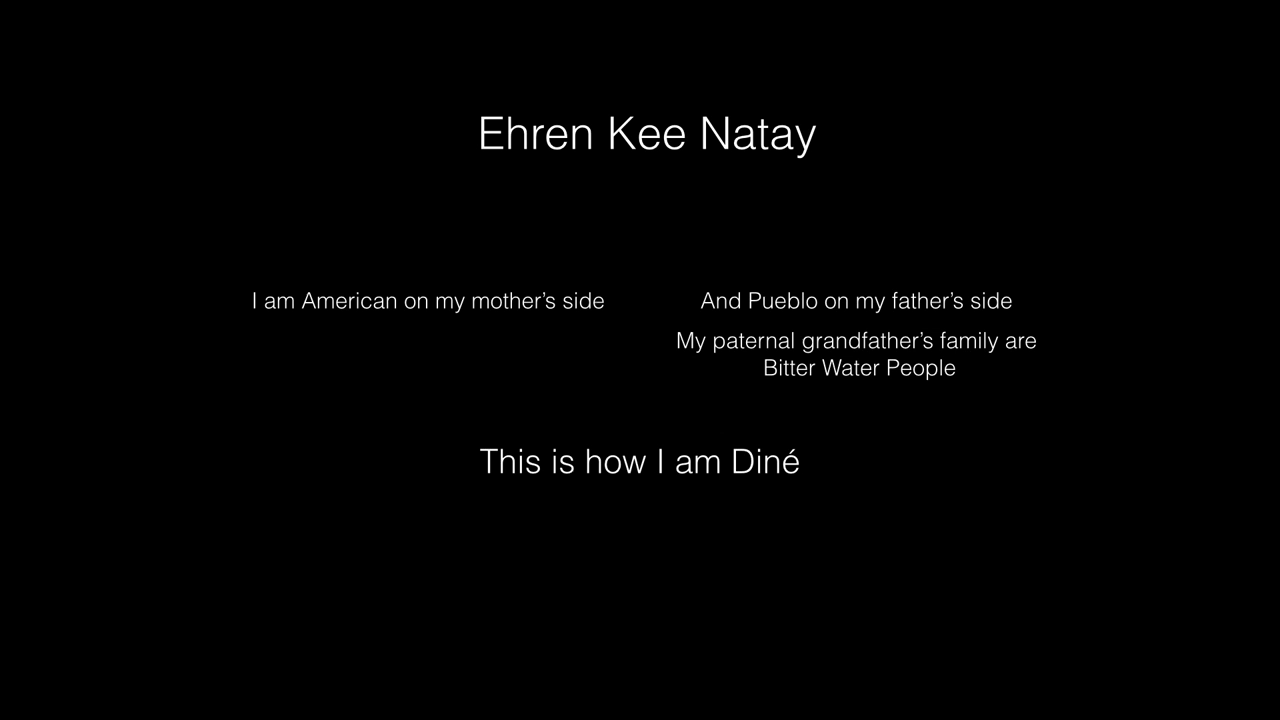 Ehren Kee Natay
I am American on my mother’s side
And Pueblo on my father’s side
My paternal grandfather’s family are
Bitter Water People
This is how I am Diné